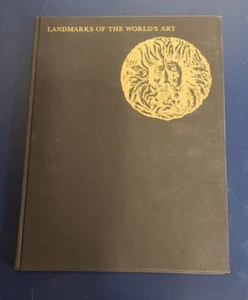 LANDMARKS OF THE WORLD'S ART